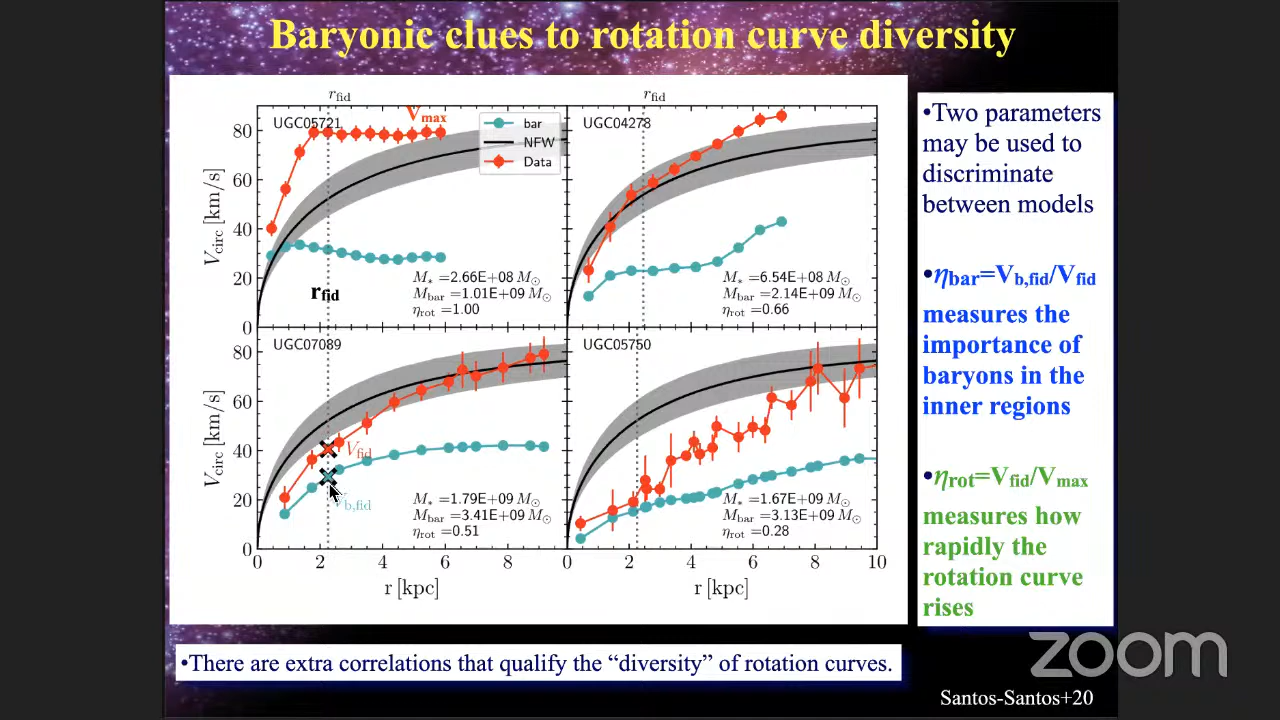 Baryonic clues to rotation curve diversity
r_fid
r_fid
UGC05721
V_max
bar
NFW
Data
UGC04278
80
60
40
20
0
V_circ [km/s]
r_fid
M_* =2.66E+08 M_⊙
M_bar =1.01E+09 M_⊙
η_rot =1.00
M_* =6.54E+08 M_⊙
M_bar =2.14E+09 M_⊙
η_rot =0.66
UGC07089
UGC05750
80
60
40
20
0
V_circ [km/s]
V_fid
V_b,fid
M_* =1.79E+09 M_⊙
M_bar =3.41E+09 M_⊙
η_rot =0.51
M_* =1.67E+09 M_⊙
M_bar =3.13E+09 M_⊙
η_rot =0.28
0 2 4 6 8 0 2 4 6 8 10
r [kpc]
r [kpc]
•Two parameters
may be used to
discriminate
between models
•ηbar=Vb,fid/Vfid
measures the
importance of
baryons in the
inner regions
•ηrot=Vfid/Vmax
measures how
rapidly the
rotation curve
rises
•There are extra correlations that qualify the “diversity” of rotation curves.
zoom
Santos-Santos+20